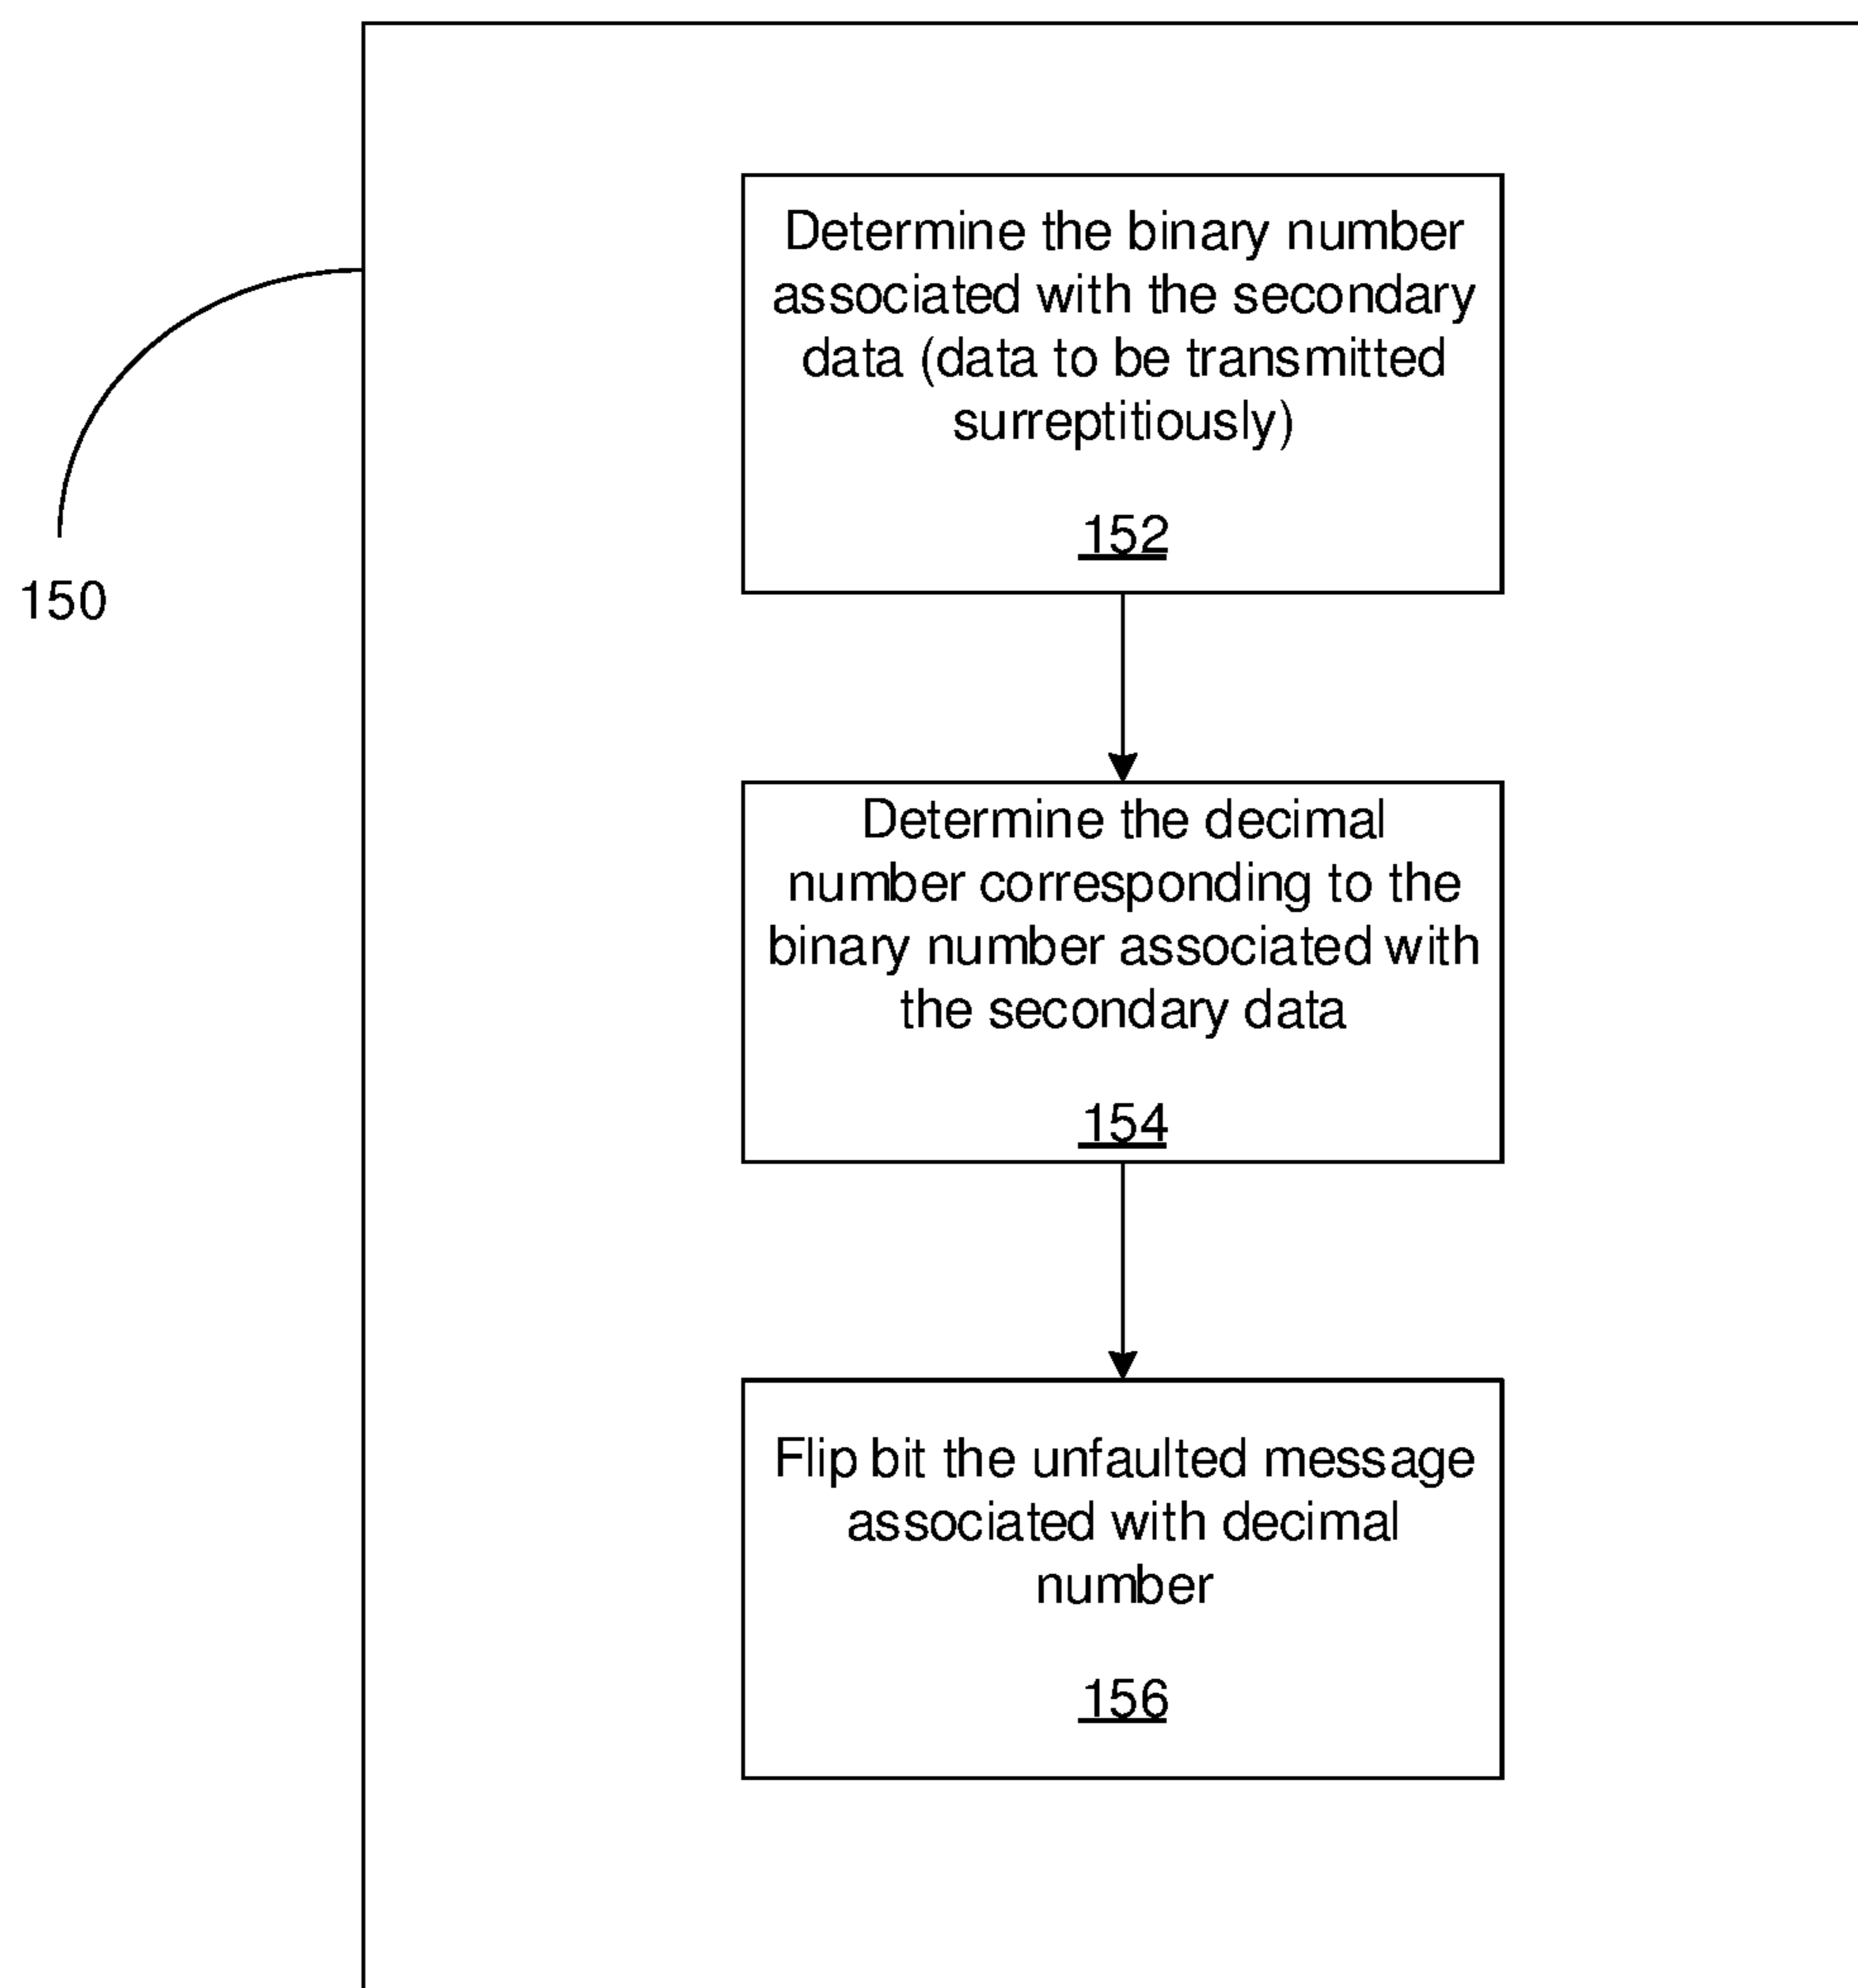 Determine the binary number
associated with the secondary
data (data to be transmitted
surreptitiously)
152
150
Determine the decimal
number corresponding to the
binary number associated with
the secondary data
154
Flip bit the unfaulted message
associated with decimal
number
156